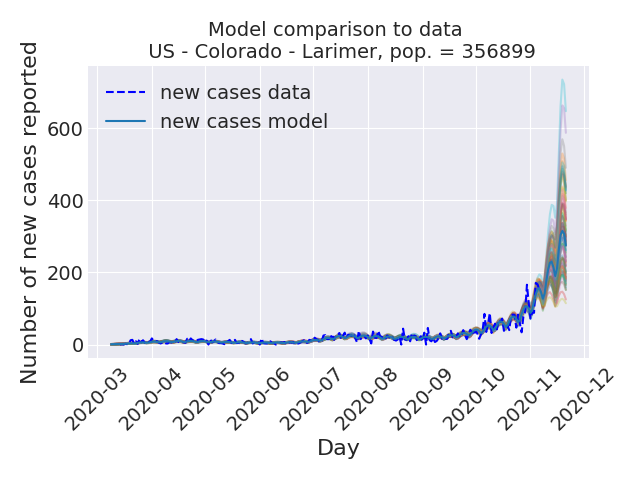 Model comparison to data
US - Colorado - Larimer, pop. = 356899
Number of new cases reported
new cases data
new cases model
600
400
200
0
2020-03
2020-04
2020-05
2020-06
2020-07
2020-08
2020-09
2020-10
2020-11
2020-12
Day